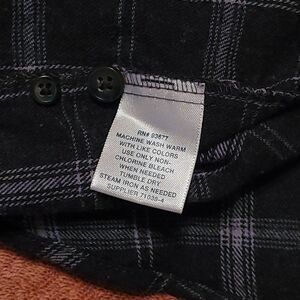 RN# 93677
MACHINE WASH WARM
WITH LIKE COLORS
USE ONLY NON-
CHLORINE BLEACH
WHEN NEEDED
TUMBLE DRY
STEAM IRON AS NEEDED
SUPPLIER 71038-4